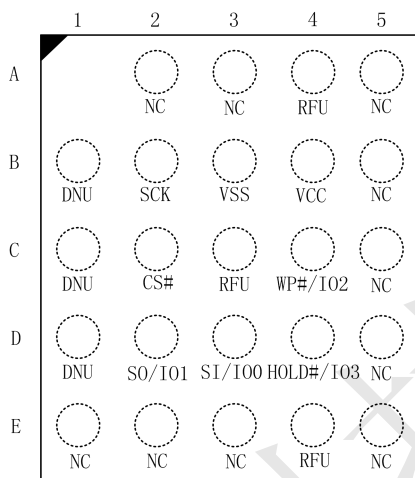 1 2 3 4 5
A
NC NC RFU NC
B
DNU SCK VSS VCC NC
C
DNU CS# RFU WP#/IO2 NC
D
DNU SO/IO1 SI/IO0 HOLD#/IO3 NC
E
NC NC NC RFU NC